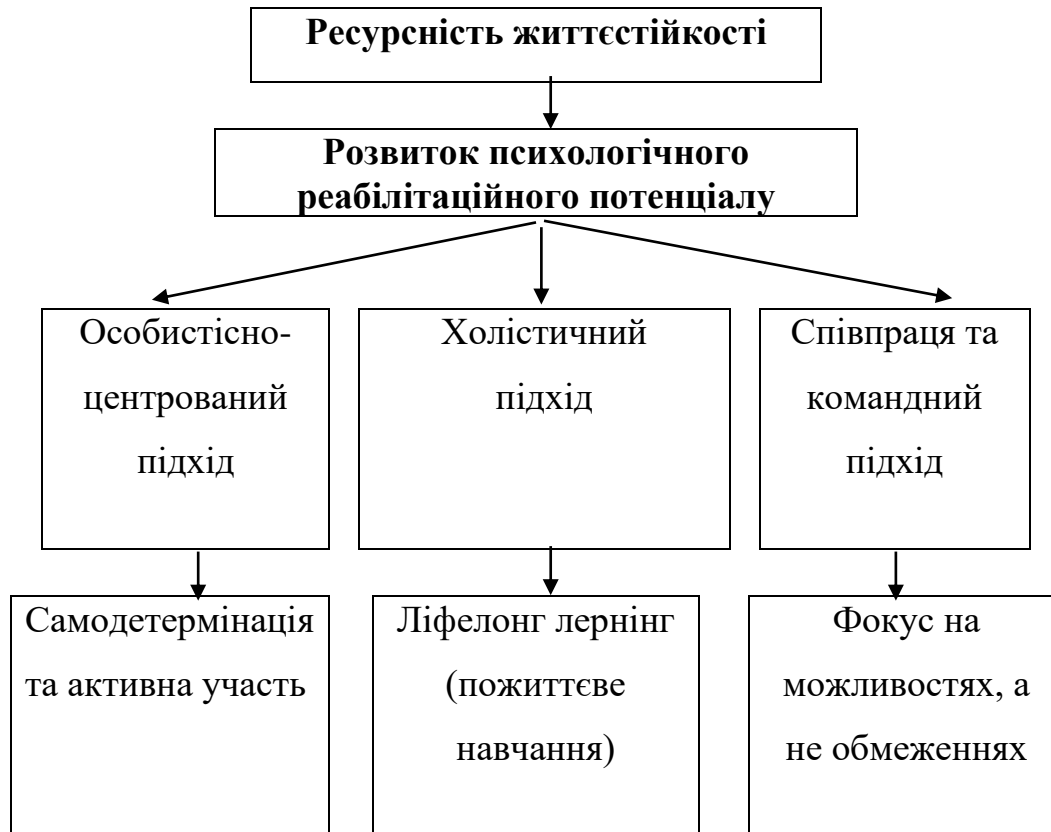 Ресурсність життєстійкості
Розвиток психологічного
реабілітаційного потенціалу
Особистісно-
центрований
підхід
Холістичний
підхід
Співпраця та
командний
підхід
Самодетермінація
та активна участь
Ліфелонг лернінг
(пожиттєве
навчання)
Фокус на
можливостях, а
не обмеженнях